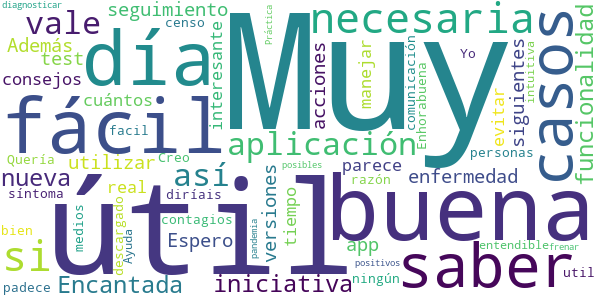 diagnosticar
seguimiento
vale
censo
Además
test
día
consejos
cuántos
fácil
facil
Quería
Creo
utilizar
nueva
real
así
síntoma
diríais
útil
medios
descargado
Ayuda
contagios
bien
si
Espero
padece
Encantada
interesante
Práctica
Muy
aplicación
versiones
pandemia
tiempo
posibles
iniciativa
necesaria
acciones
manejar
comunicación
Enhorabuena
Yo
evitar
siguientes
intuitiva
casos
funcionalidad
personas
parece
enfermedad
razón
buena
app
ningún
positivos
saber
entendible
frenar
util